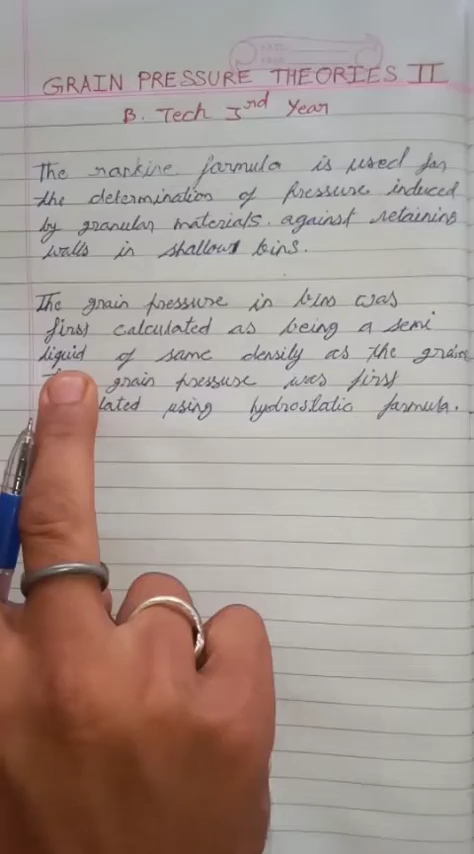 GRAIN PRESSURE THEORIES II
B. Tech 3rd Year
The rankine formula is used for
the determination of Pressure induced
by granular materials. against retaining
walls in shallow bins.
The grain pressure in bins was
first calculated as being a semi
liquid of same density as the grain
grain pressure was first
lated using hydrostatic formula.